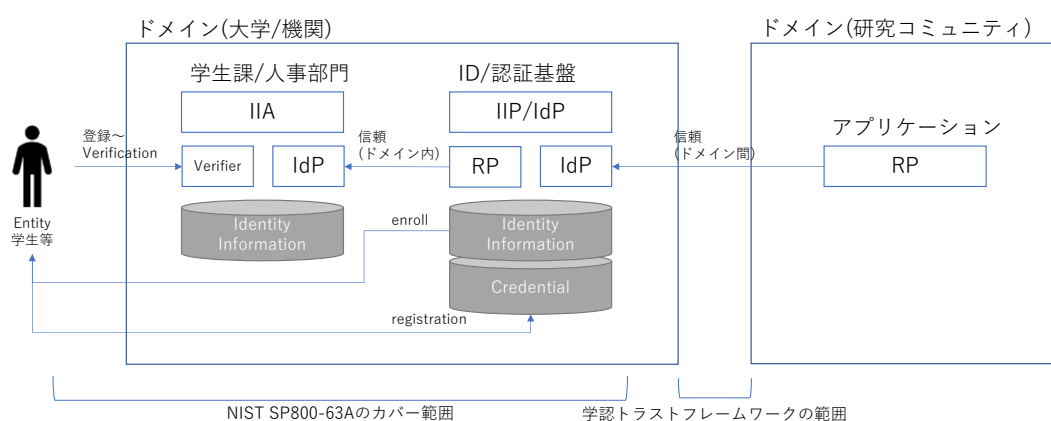 ドメイン(大学/機関)
ドメイン(研究コミュニティ)
学生課/人事部門
ID/認証基盤
IIA
IIP/IdP
アプリケーション
登録～
Verification
Verifier
IdP
信頼
(ドメイン内)
RP
IdP
信頼
(ドメイン間)
RP
Entity
学生等
Identity
Information
enroll
Identity
Information
Credential
registration
NIST SP800-63Aのカバー範囲
学認トラストフレームワークの範囲